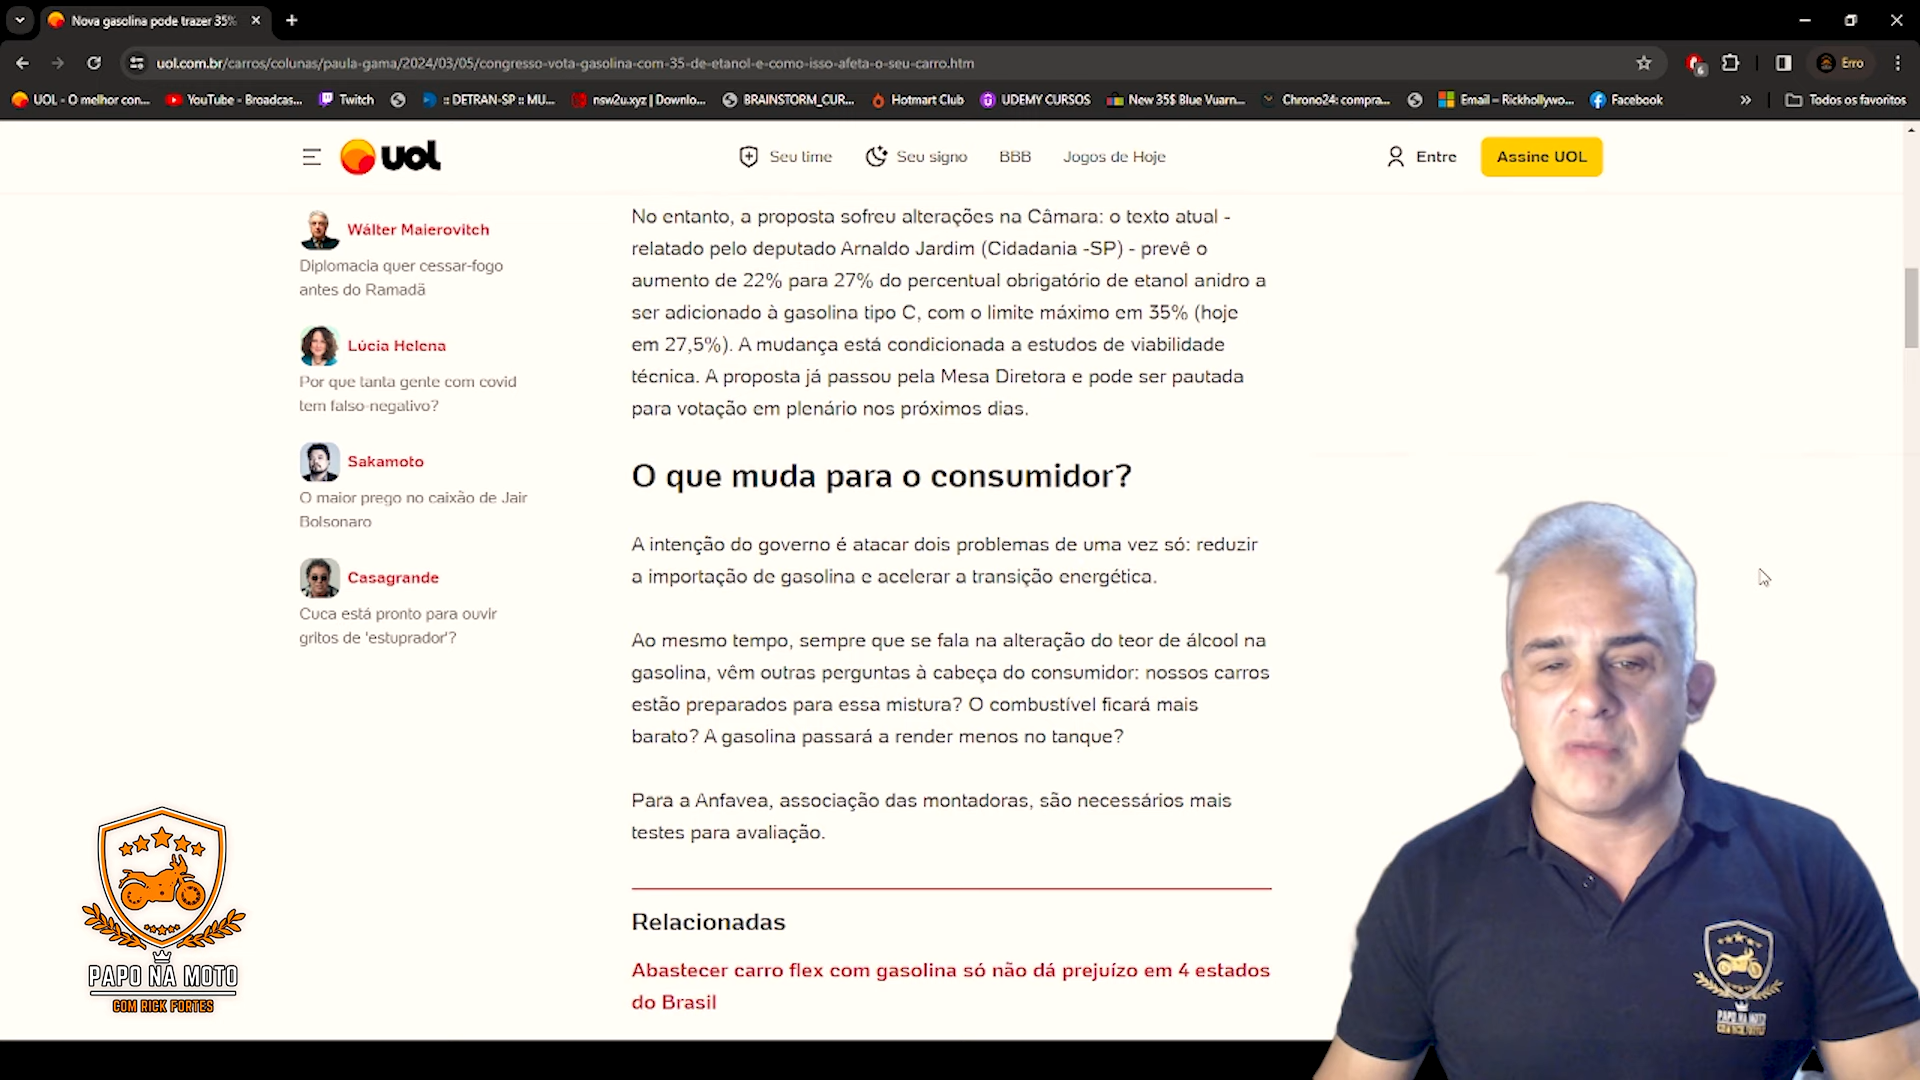 Nova gasolina pode trazer 35%
uol.com.br/carros/colunas/paula-gama/2024/03/05/congresso-vota-gasolina-com-35-de-etanol-e-como-isso-afeta-o-seu-carro.htm
6
Erro
UOL - O melhor con...
YouTube - Broadcas...
Twitch
:: DETRAN-SP :: MU...
nsw2u.xyz | Downlo...
BRAINSTORM_CUR...
Hotmart Club
UDEMY CURSOS
New 35$ Blue Vuarn...
Chrono24: compra...
Email – Rickhollywo...
Facebook
Todos os favoritos
uol
Seu time
Seu signo
BBB
Jogos de Hoje
Entre
Assine UOL
Wálter Maierovitch
Diplomacia quer cessar-fogo
antes do Ramadã
Lúcia Helena
Por que tanta gente com covid
tem falso-negativo?
Sakamoto
O maior prego no caixão de Jair
Bolsonaro
Casagrande
Cuca está pronto para ouvir
gritos de 'estuprador'?
No entanto, a proposta sofreu alterações na Câmara: o texto atual -
relatado pelo deputado Arnaldo Jardim (Cidadania -SP) - prevê o
aumento de 22% para 27% do percentual obrigatório de etanol anidro a
ser adicionado à gasolina tipo C, com o limite máximo em 35% (hoje
em 27,5%). A mudança está condicionada a estudos de viabilidade
técnica. A proposta já passou pela Mesa Diretora e pode ser pautada
para votação em plenário nos próximos dias.
O que muda para o consumidor?
A intenção do governo é atacar dois problemas de uma vez só: reduzir
a importação de gasolina e acelerar a transição energética.
Ao mesmo tempo, sempre que se fala na alteração do teor de álcool na
gasolina, vêm outras perguntas à cabeça do consumidor: nossos carros
estão preparados para essa mistura? O combustível ficará mais
barato? A gasolina passará a render menos no tanque?
Para a Anfavea, associação das montadoras, são necessários mais
testes para avaliação.
Relacionadas
Abastecer carro flex com gasolina só não dá prejuízo em 4 estados
do Brasil
PAPO NA MOTO
COM RICK FORTES
PAPO NA MOTO
COM RICK FORTES